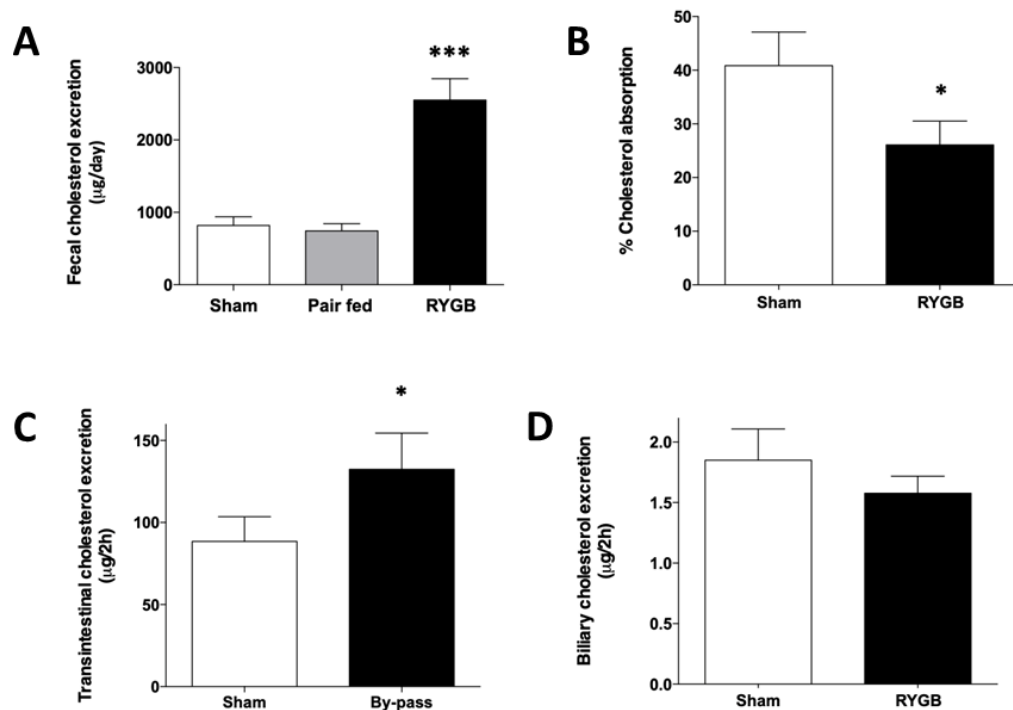 A
Fecal cholesterol excretion
(μg/day)
3000
2000
1000
0
***
Sham Pair fed RYGB
B
% Cholesterol absorption
50
40
30
20
10
0
*
Sham RYGB
C
Transintestinal cholesterol excretion
(μg/2h)
150
100
50
0
*
Sham By-pass
D
Biliary cholesterol excretion
(μg/2h)
2.0
1.5
1.0
0.5
0.0
Sham RYGB